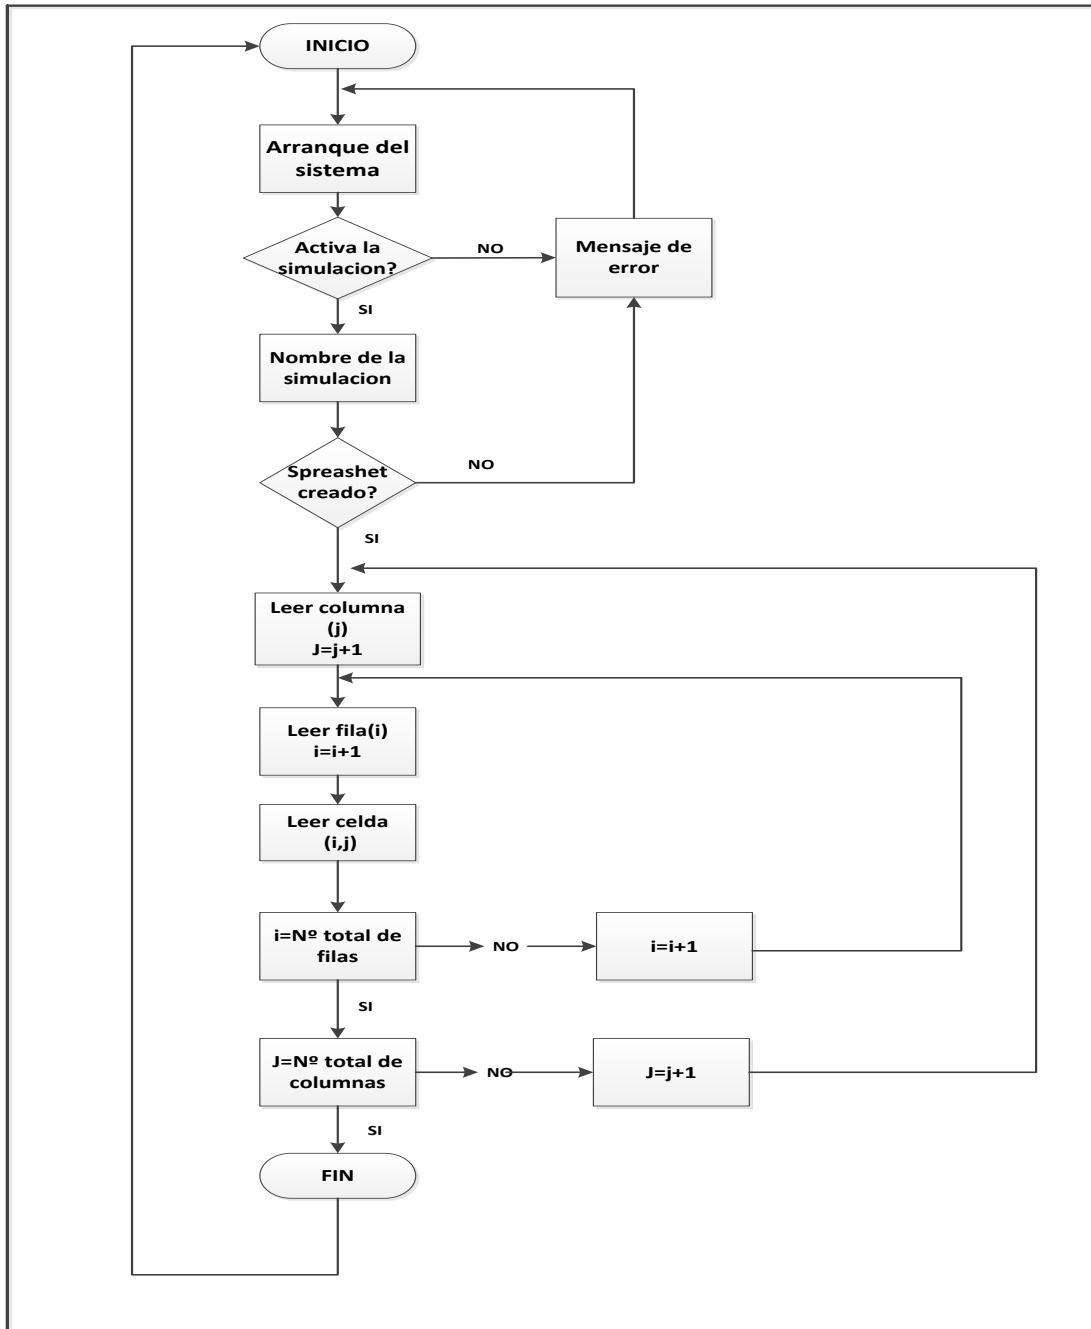 INICIO
Arranque del
sistema
Activa la
simulacion?
NO
Mensaje de
error
SI
Nombre de la
simulacion
Spreashet
creado?
NO
SI
Leer columna
(j)
J=j+1
Leer fila(i)
i=i+1
Leer celda
(i,j)
i=Nº total de
filas
NO
i=i+1
SI
J=Nº total de
columnas
NO
J=j+1
SI
FIN